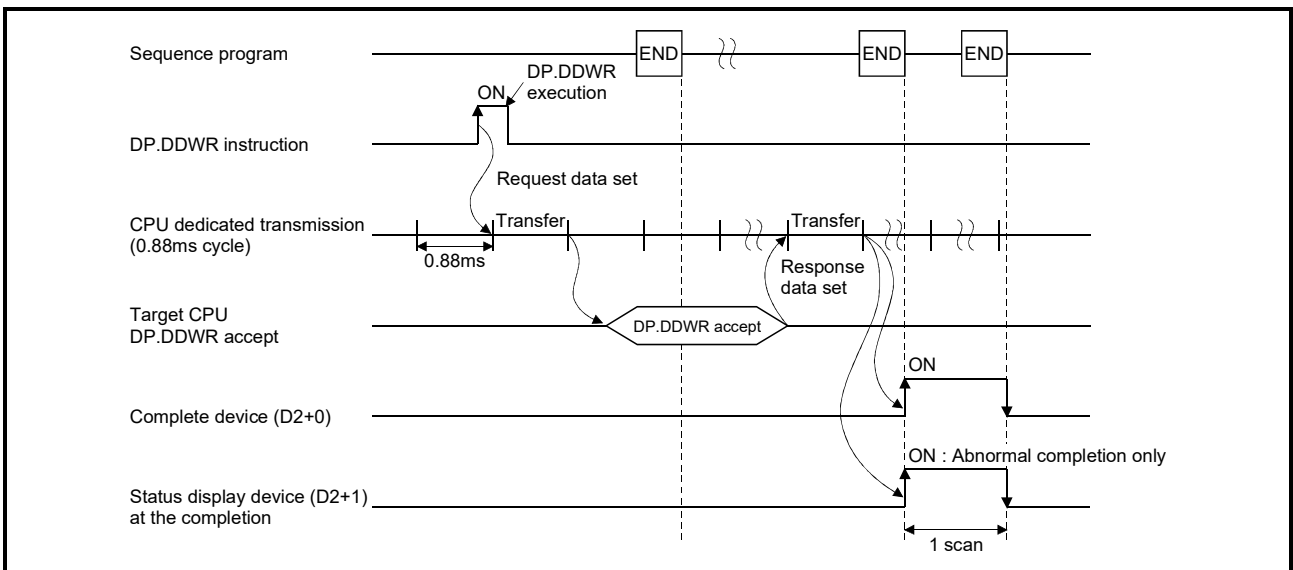 Sequence program
END
END
END
DP.DDWR
execution
ON
DP.DDWR instruction
Request data set
CPU dedicated transmission
(0.88ms cycle)
Transfer
Transfer
0.88ms
Response
data set
Target CPU
DP.DDWR accept
DP.DDWR accept
ON
Complete device (D2+0)
ON : Abnormal completion only
Status display device (D2+1)
at the completion
1 scan